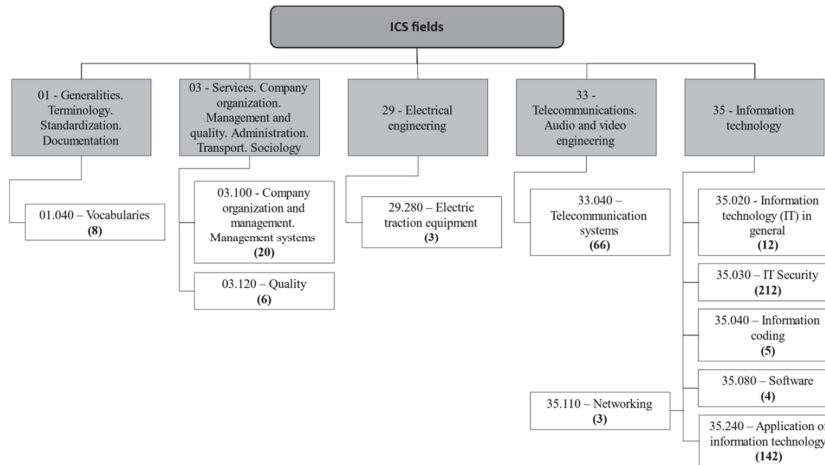 ICS fields
01 - Generalities.
Terminology.
Standardization.
Documentation
03 - Services. Company
organization.
Management and
quality. Administration.
Transport. Sociology
29 - Electrical
engineering
33 -
Telecommunications.
Audio and video
engineering
35 - Information
technology
01.040 – Vocabularies
(8)
03.100 - Company
organization and
management.
Management systems
(20)
03.120 – Quality
(6)
29.280 – Electric
traction equipment
(3)
33.040 –
Telecommunication
systems
(66)
35.020 - Information
technology (IT) in
general
(12)
35.030 – IT Security
(212)
35.040 – Information
coding
(5)
35.080 – Software
(4)
35.110 – Networking
(3)
35.240 – Application of
information technology
(142)